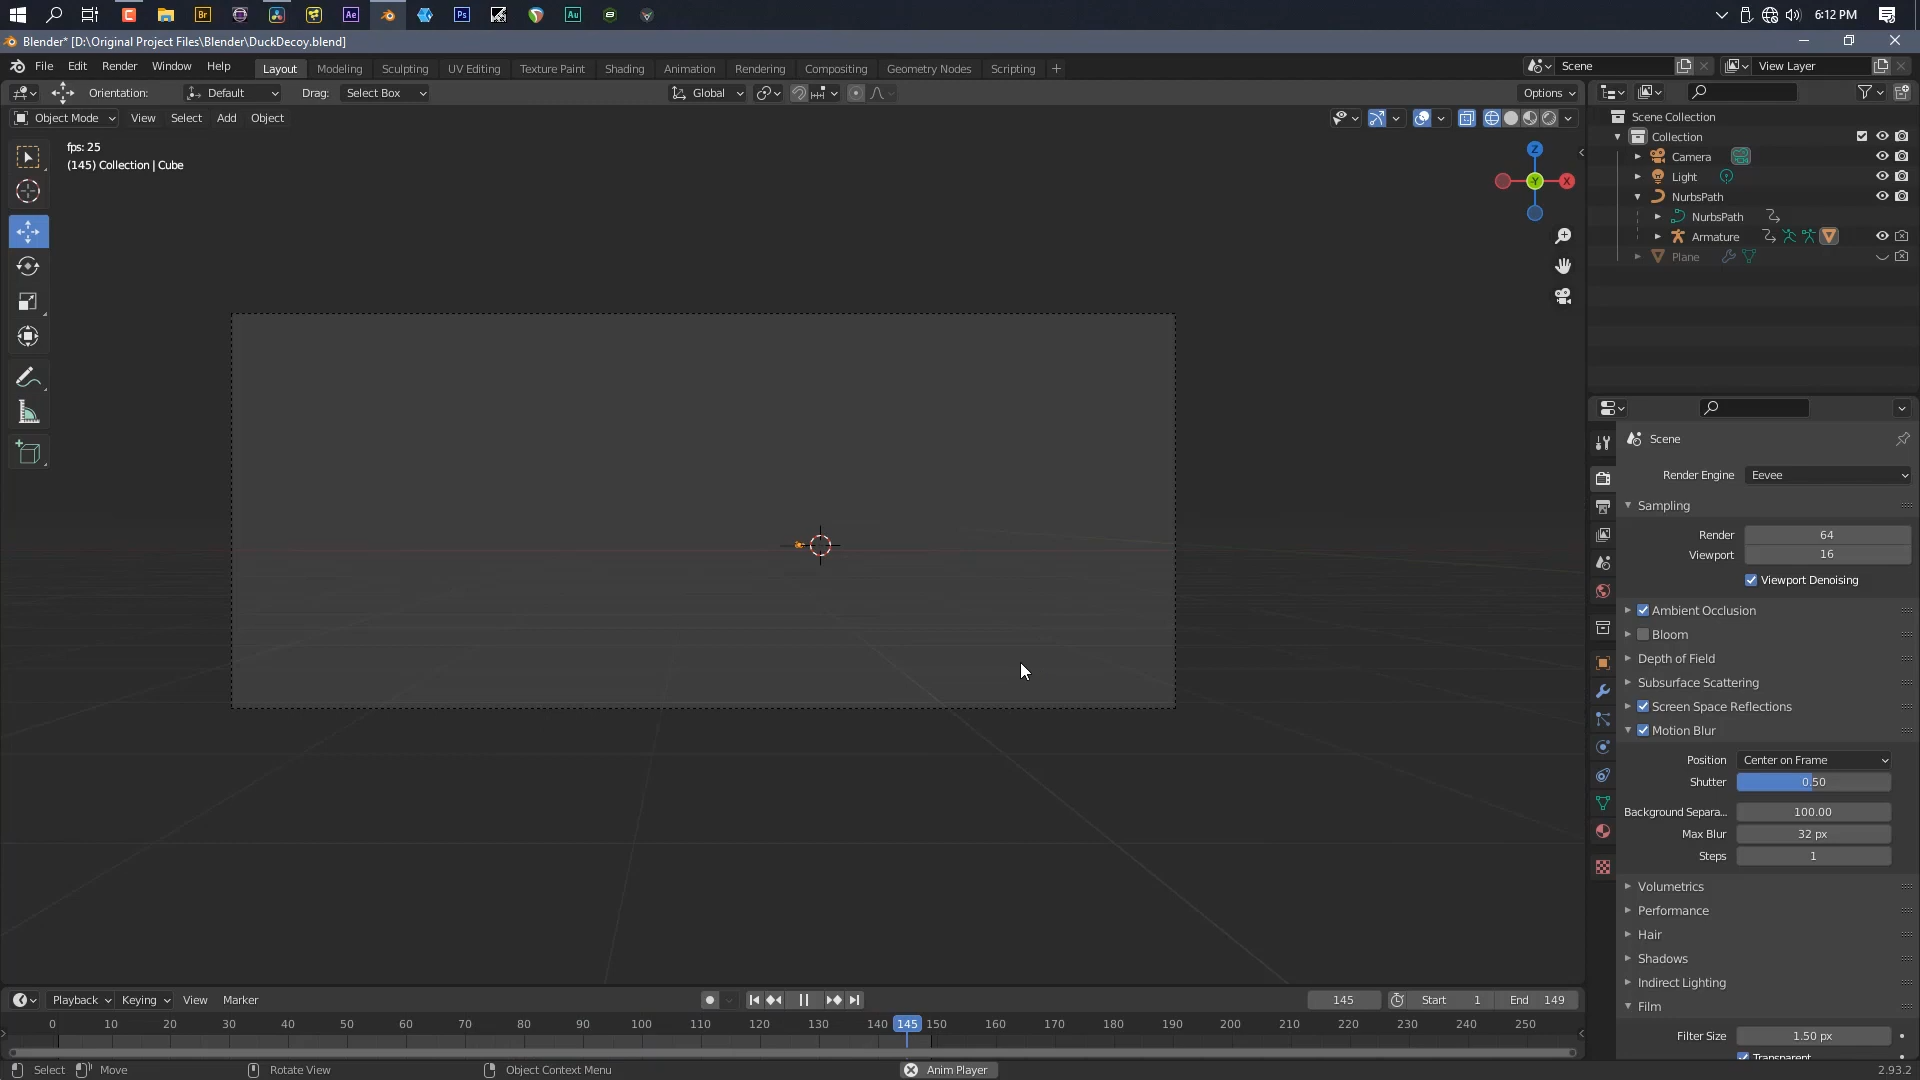 Br
Ae
Ps
Au
6:12 PM
Blender* [D:\Original Project Files\Blender\DuckDecoy.blend]
File Edit Render Window Help
Layout Modeling Sculpting UV Editing Texture Paint Shading Animation Rendering Compositing Geometry Nodes Scripting +
Scene
View Layer
Orientation: Default Drag: Select Box
Global
Options
Object Mode View Select Add Object
fps: 25
(145) Collection | Cube
Z
-Y
X
Scene Collection
Collection
Camera
Light
NurbsPath
NurbsPath
Armature
Plane
Scene
Render Engine Eevee
Sampling
Render 64
Viewport 16
Viewport Denoising
Ambient Occlusion
Bloom
Depth of Field
Subsurface Scattering
Screen Space Reflections
Motion Blur
Position Center on Frame
Shutter 0.50
Background Separa... 100.00
Max Blur 32 px
Steps 1
Volumetrics
Performance
Hair
Shadows
Indirect Lighting
Film
Filter Size 1.50 px
Transparent
Playback Keying View Marker
145 Start 1 End 149
0 10 20 30 40 50 60 70 80 90 100 110 120 130 140 145 150 160 170 180 190 200 210 220 230 240 250
Select Move Rotate View Object Context Menu Anim Player 2.93.2